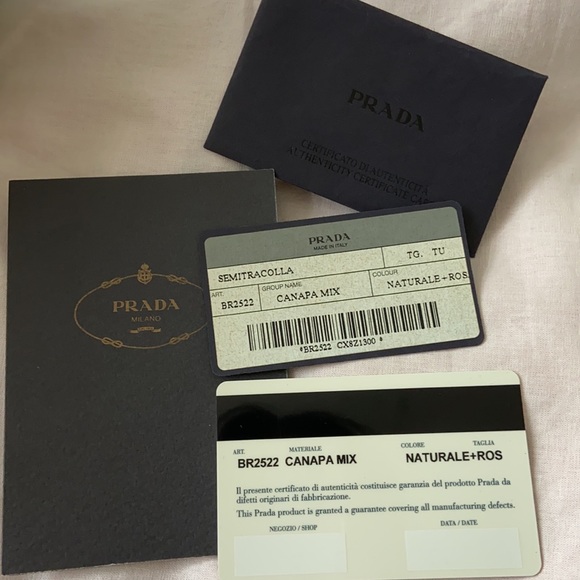 PRADA
CERTIFICATO DI AUTENTICITÀ
AUTHENTICITY CERTIFICATE CARD
PRADA
MILANO
PRADA
MADE IN ITALY
SEMITRACOLLA
TG. TU
ART.
BR2522
GROUP NAME
CANAPA MIX
COLOUR
NATURALE+ROS
*BR2522 CX8Z1300 *
ART.
MATERIALE
COLORE
TAGLIA
BR2522 CANAPA MIX
NATURALE+ROS
Il presente certificato di autenticità costituisce garanzia del prodotto Prada da
difetti originari di fabbricazione.
This Prada product is granted a guarantee covering all manufacturing defects.
NEGOZIO / SHOP
DATA / DATE